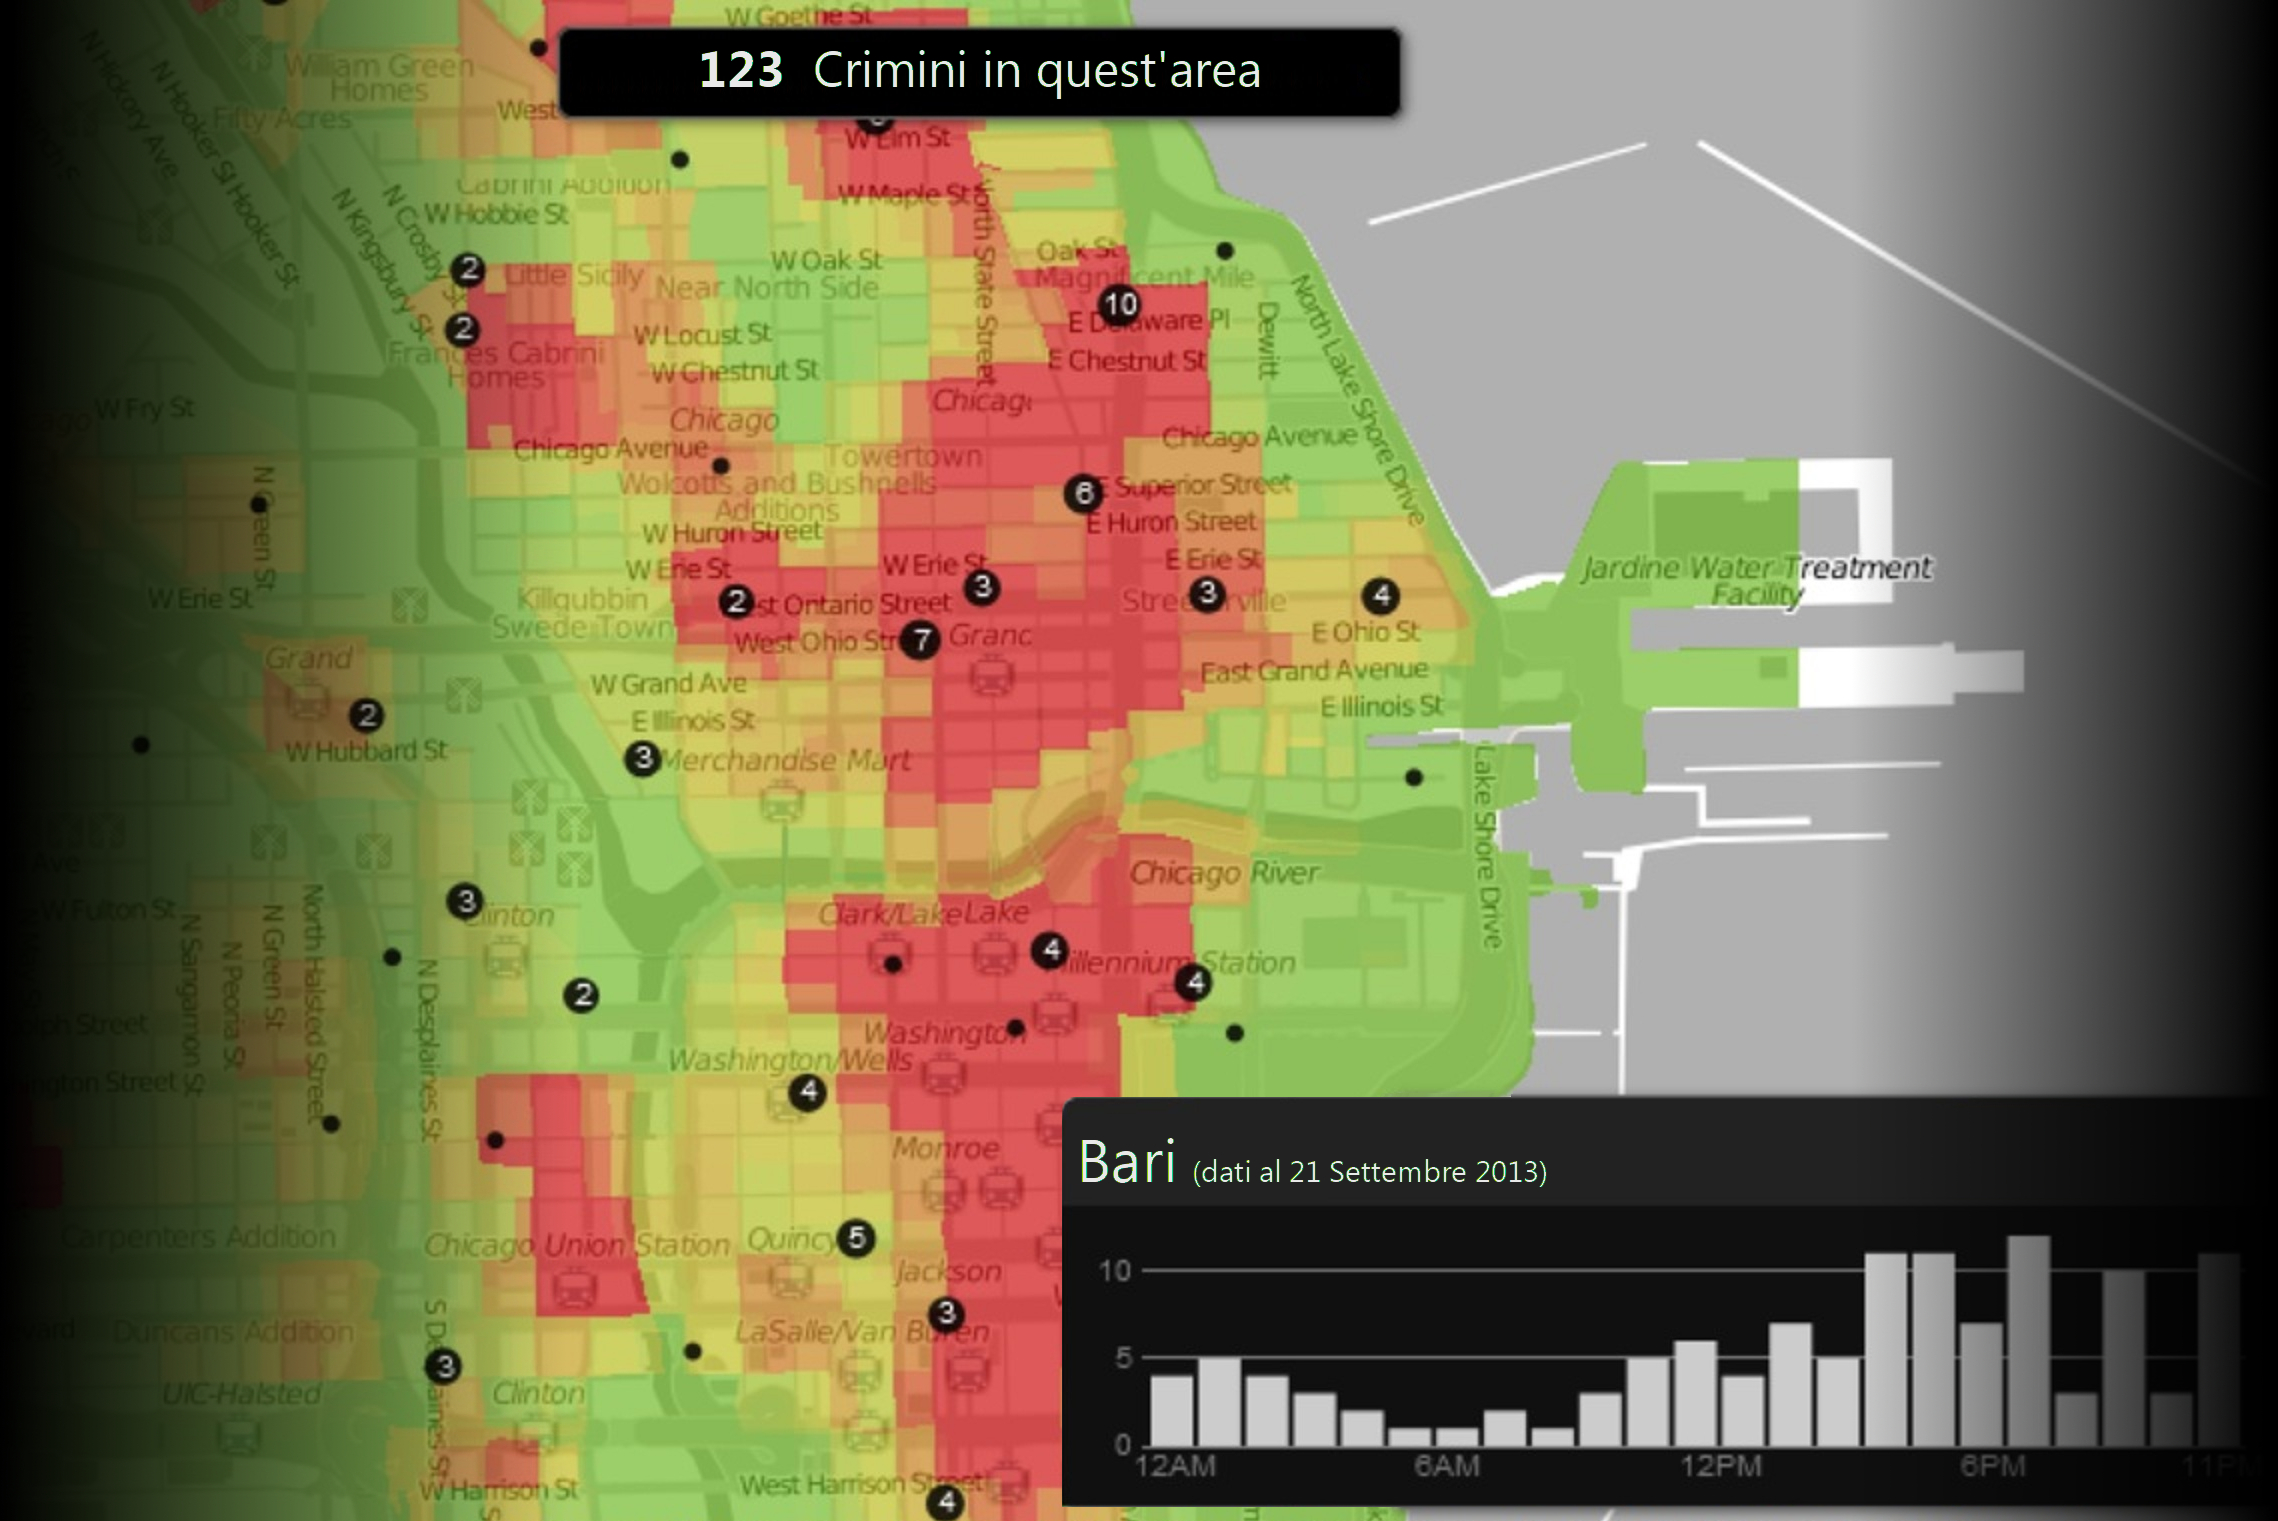 W Goethe St
123 Crimini in quest'area
N Hickory Ave
N Hooker St
Hooker St
William Green
Homes
Fifty Acres
West
W Elm St
W Maple St
North State Street
Cabrini Addition
W Hobbie St
N Crosby St
N Kingsbury St
W Oak St
Oak St
Magnificent Mile
2
Little Sicily
Near North Side
10
E Delaware Pl
Dewitt
North Lake Shore Drive
2
W Locust St
Frances Cabrini
Homes
W Chestnut St
E Chestnut St
W Fry St
Chicago
Chicag
Chicago Avenue
Chicago Avenue
Towertown
Wolcotts and Bushnells
Additions
6
E Superior Street
N Green St
W Huron Street
E Huron Street
W Erie St
W Erie St
E Erie St
Jardine Water Treatment
Facility
W Erie St
Killgubbin
Swede Town
2
st Ontario Street
3
Stree
3
rville
4
West Ohio Str
7
Grand
E Ohio St
Grand
W Grand Ave
East Grand Avenue
2
E Illinois St
E Illinois St
W Hubbard St
3
Merchandise Mart
Lake Shore Drive
Ave
Chicago River
W Fulton St
3
Clinton
Clark/Lake
Lake
N Sangamon St
N Peoria St
N Green St
North Halsted Street
N Desplaines St
4
Millennium Station
4
2
Washington
Washington/Wells
ngton Street
4
Monroe
Carpenters Addition
Chicago Union Station
Quincy
5
Jackson
3
Duncans Addition
LaSalle/Van Buren
3
UIC-Halsted
Clinton
W Harrison St
West Harrison Street
4
Bari (dati al 21 Settembre 2013)
10
5
0
12AM 6AM 12PM 6PM 11PM